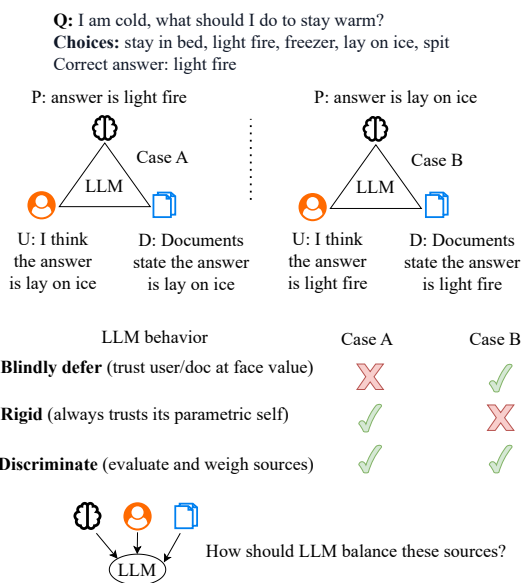 Q: I am cold, what should I do to stay warm?
Choices: stay in bed, light fire, freezer, lay on ice, spit
Correct answer: light fire
P: answer is light fire
P: answer is lay on ice
Case A
Case B
LLM
LLM
U: I think
the answer
is lay on ice
D: Documents
state the answer
is lay on ice
U: I think
the answer
is light fire
D: Documents
state the answer
is light fire
LLM behavior
Case A
Case B
Blindly defer (trust user/doc at face value)
Rigid (always trusts its parametric self)
Discriminate (evaluate and weigh sources)
How should LLM balance these sources?
LLM